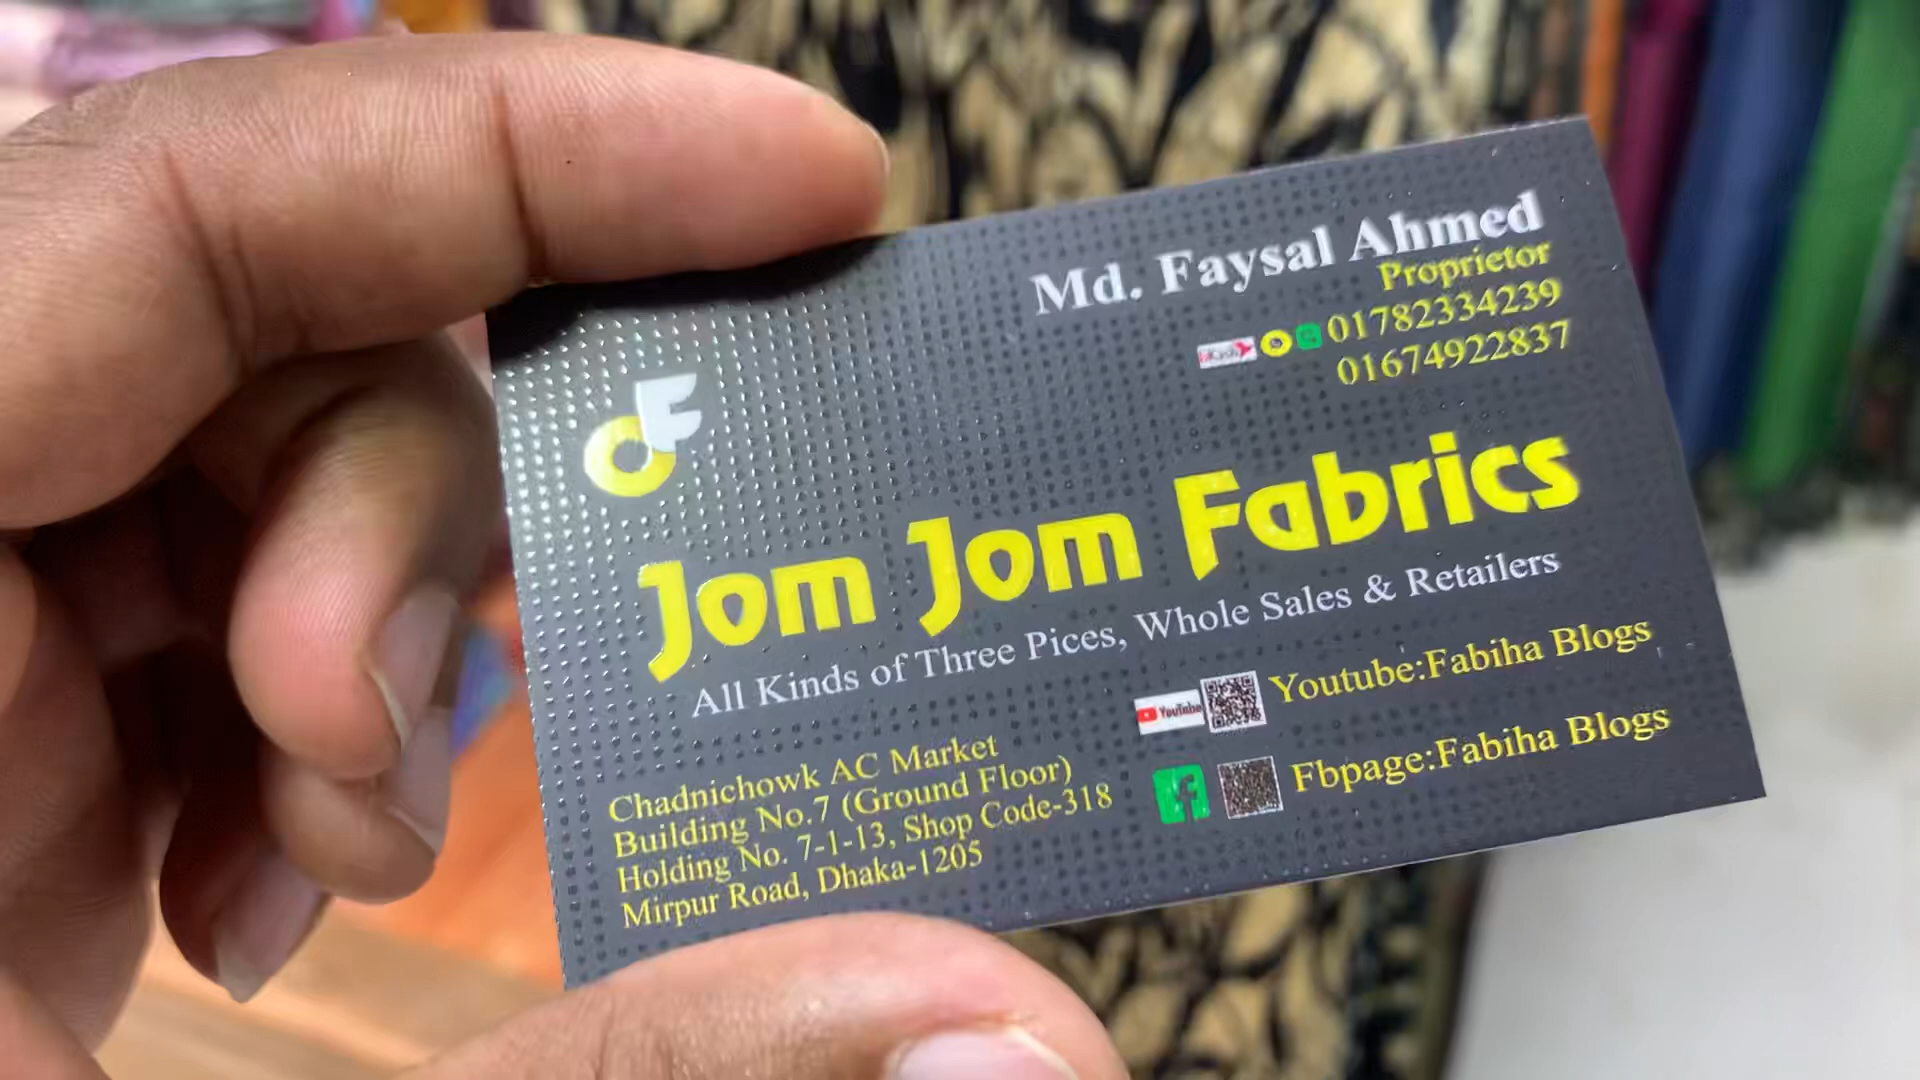 Md. Faysal Ahmed
Proprietor
bKash 01782334239
01674922837
Jom Jom Fabrics
All Kinds of Three Pices, Whole Sales & Retailers
YouTube Youtube:Fabiha Blogs
f Fbpage:Fabiha Blogs
Chadnichowk AC Market
Building No.7 (Ground Floor)
Holding No. 7-1-13, Shop Code-318
Mirpur Road, Dhaka-1205